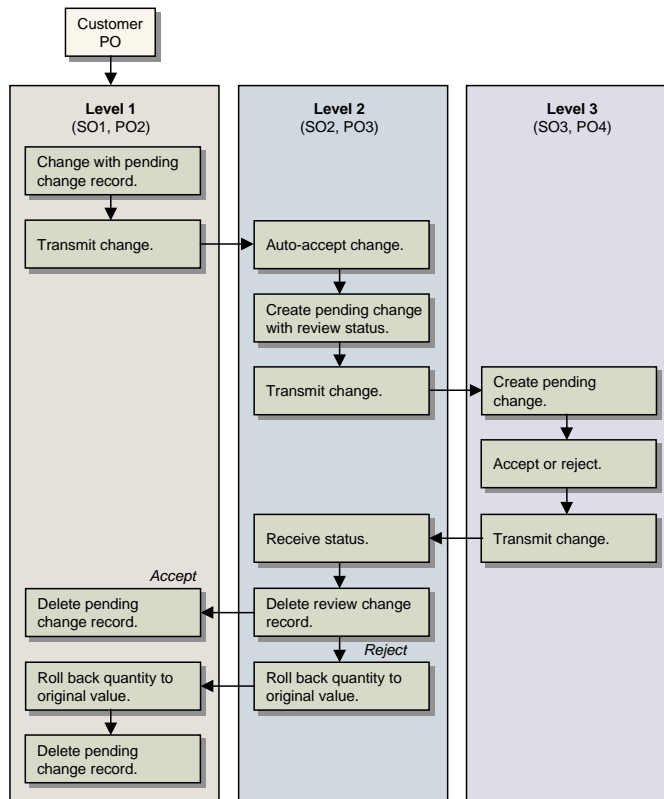 Customer
PO
Level 1
(SO1, PO2)
Level 2
(SO2, PO3)
Level 3
(SO3, PO4)
Change with pending
change record.
Transmit change.
Auto-accept change.
Create pending change
with review status.
Transmit change.
Create pending
change.
Accept or reject.
Transmit change.
Receive status.
Accept
Delete pending
change record.
Delete review change
record.
Reject
Roll back quantity to
original value.
Roll back quantity to
original value.
Delete pending
change record.